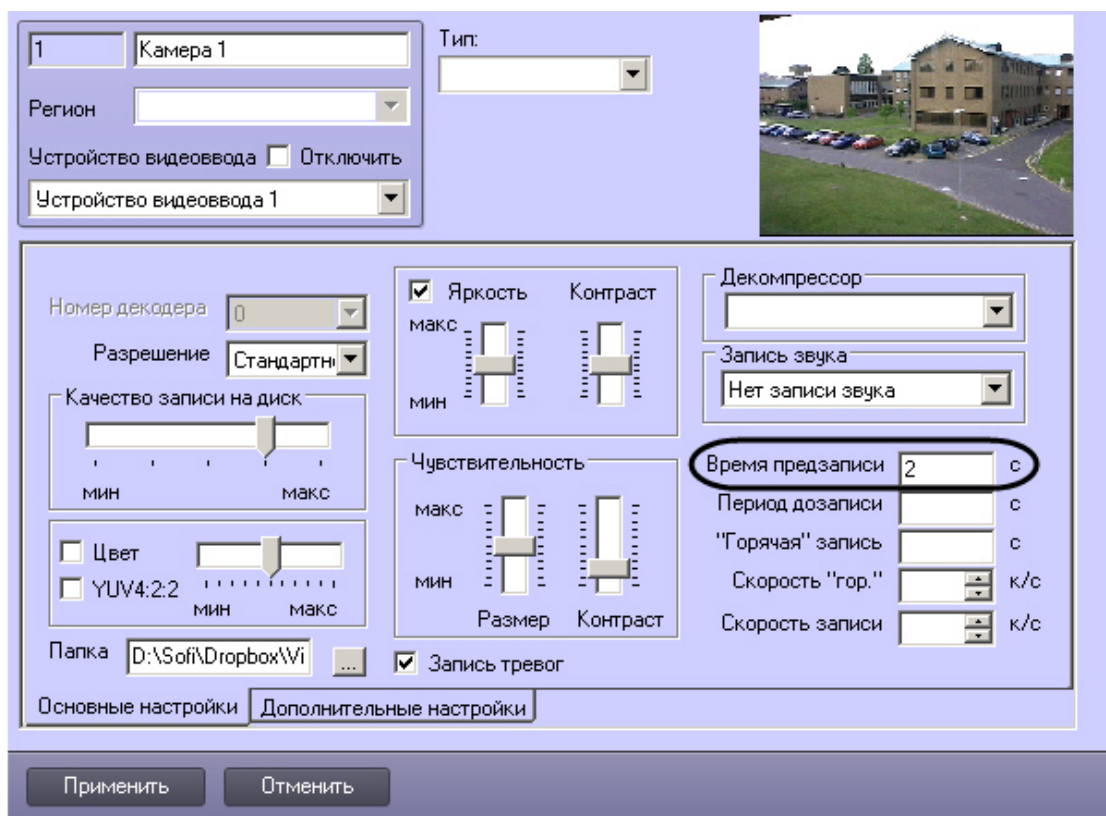 1
Камера 1
Тип:
Регион
Устройство видеоввода
Отключить
Устройство видеоввода 1
Номер декодера
0
Разрешение
Стандартн
Качество записи на диск
мин
макс
Цвет
YUV4:2:2
мин
макс
Папка
D:\Sofi\Dropbox\Vi
...
Яркость
Контраст
макс
мин
Чувствительность
макс
мин
Размер
Контраст
Запись тревог
Декомпрессор
Запись звука
Нет записи звука
Время предзаписи
2
с
Период дозаписи
с
"Горячая" запись
с
Скорость "гор."
к/с
Скорость записи
к/с
Основные настройки
Дополнительные настройки
Применить
Отменить